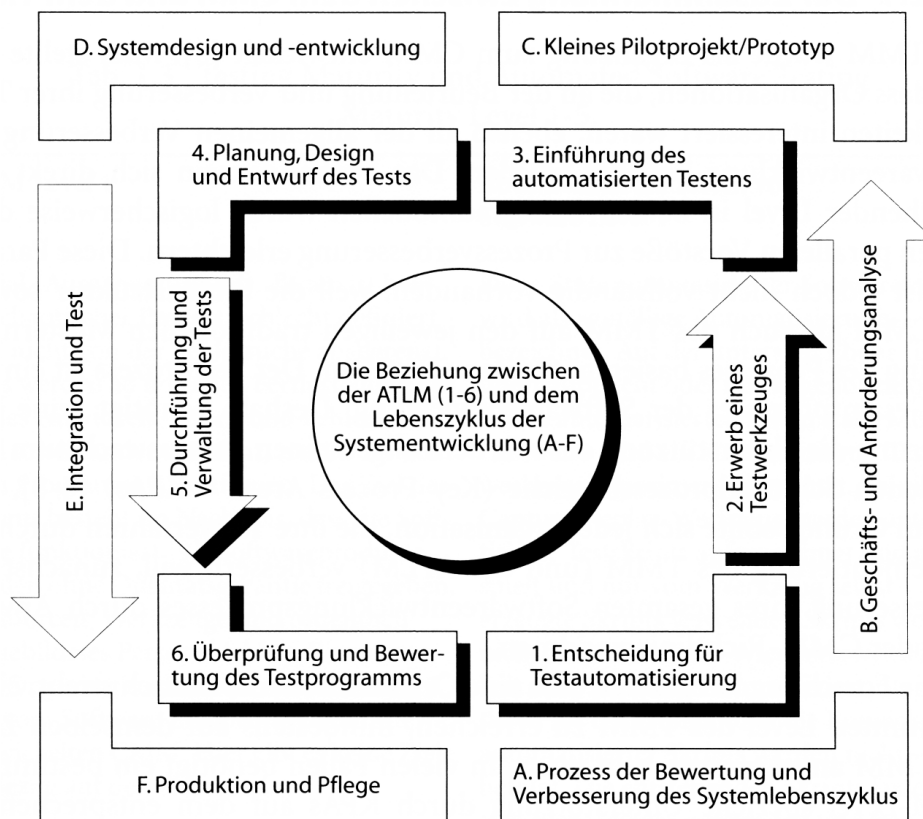 D. Systemdesign und -entwicklung
C. Kleines Pilotprojekt/Prototyp
4. Planung, Design
und Entwurf des Tests
3. Einführung des
automatisierten Testens
E. Integration und Test
5. Durchführung und
Verwaltung der Tests
Die Beziehung zwischen
der ATLM (1-6) und dem
Lebenszyklus der
Systementwicklung (A-F)
2. Erwerb eines
Testwerkzeuges
B. Geschäfts- und Anforderungsanalyse
6. Überprüfung und Bewer-
tung des Testprogramms
1. Entscheidung für
Testautomatisierung
F. Produktion und Pflege
A. Prozess der Bewertung und
Verbesserung des Systemlebenszyklus